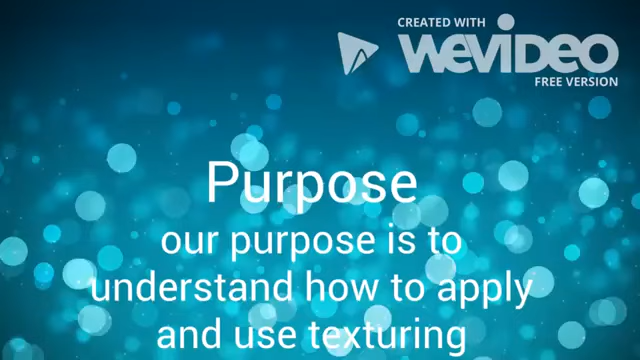 CREATED WITH
WEVIDEO
FREE VERSION
Purpose
our purpose is to
understand how to apply
and use texturing